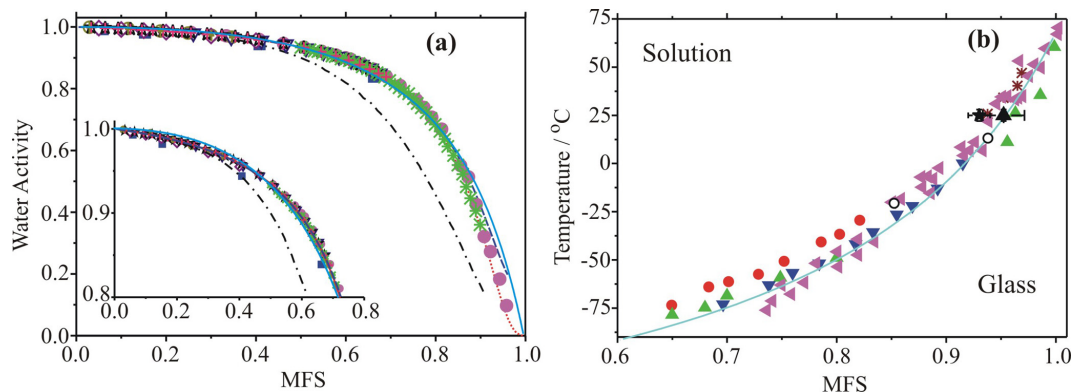 (a)
1.0
0.8
0.6
0.4
0.2
0.0
Water Activity
1.0
0.9
0.8
0.0 0.2 0.4 0.6 0.8
0.0 0.2 0.4 0.6 0.8 1.0
MFS
(b)
Solution
Glass
75
50
25
0
-25
-50
-75
Temperature / °C
0.6 0.7 0.8 0.9 1.0
MFS